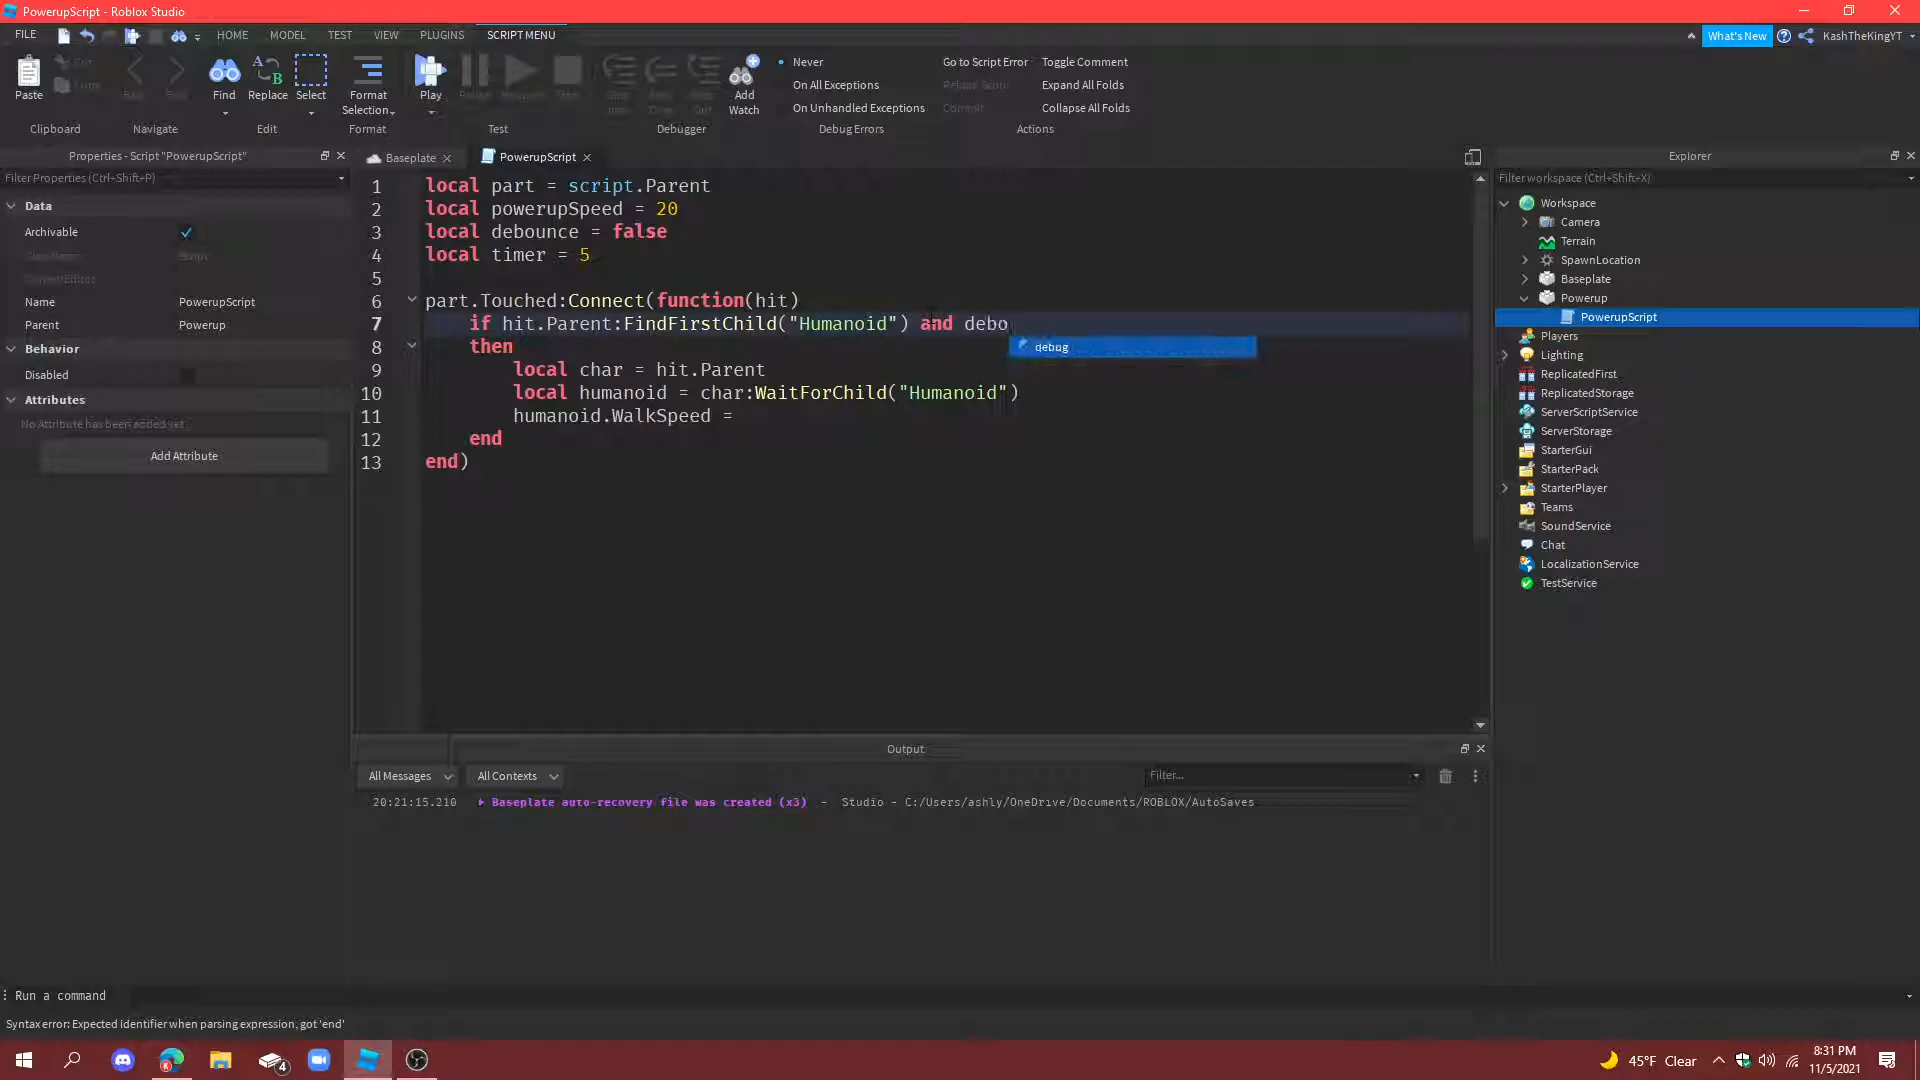 PowerupScript - Roblox Studio
FILE HOME MODEL TEST VIEW PLUGINS SCRIPT MENU What's New KashTheKingYT
Paste Find Replace Select Format Selection Play Add Watch
Never
On All Exceptions
On Unhandled Exceptions
Go to Script Error
Toggle Comment
Reload Script
Expand All Folds
Commit
Collapse All Folds
Clipboard Navigate Edit Format Test Debugger Debug Errors Actions
Properties - Script "PowerupScript"
Filter Properties (Ctrl+Shift+P)
Data
Archivable
Name PowerupScript
Parent Powerup
Behavior
Disabled
Attributes
No Attribute has been added yet
Add Attribute
Baseplate PowerupScript
1 local part = script.Parent
2 local powerupSpeed = 20
3 local debounce = false
4 local timer = 5
5
6 part.Touched:Connect(function(hit)
7 if hit.Parent:FindFirstChild("Humanoid") and debo
debug
8 then
9 local char = hit.Parent
10 local humanoid = char:WaitForChild("Humanoid")
11 humanoid.WalkSpeed =
12 end
13 end)
Output
All Messages All Contexts Filter...
20:21:15.210 Baseplate auto-recovery file was created (x3) - Studio - C:/Users/ashly/OneDrive/Documents/ROBLOX/AutoSaves
Explorer
Filter workspace (Ctrl+Shift+X)
Workspace
Camera
Terrain
SpawnLocation
Baseplate
Powerup
PowerupScript
Players
Lighting
ReplicatedFirst
ReplicatedStorage
ServerScriptService
ServerStorage
StarterGui
StarterPack
StarterPlayer
Teams
SoundService
Chat
LocalizationService
TestService
Run a command
Syntax error: Expected identifier when parsing expression, got 'end'
4
45°F Clear
8:31 PM
11/5/2021